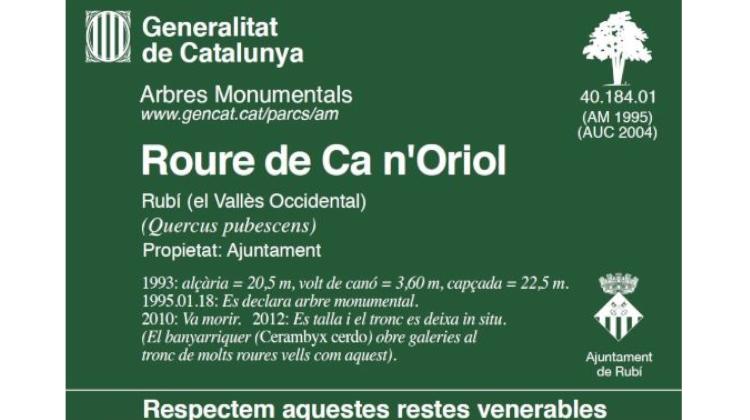 Generalitat
de Catalunya
Arbres Monumentals
www.gencat.cat/parcs/am
40.184.01
(AM 1995)
(AUC 2004)
Roure de Ca n'Oriol
Rubí (el Vallès Occidental)
(Quercus pubescens)
Propietat: Ajuntament
1993: alçària = 20,5 m, volt de canó = 3,60 m, capçada = 22,5 m.
1995.01.18: Es declara arbre monumental.
2010: Va morir. 2012: Es talla i el tronc es deixa in situ.
(El banyarriquer (Cerambyx cerdo) obre galeries al
tronc de molts roures vells com aquest).
Ajuntament
de Rubí
Respectem aquestes restes venerables